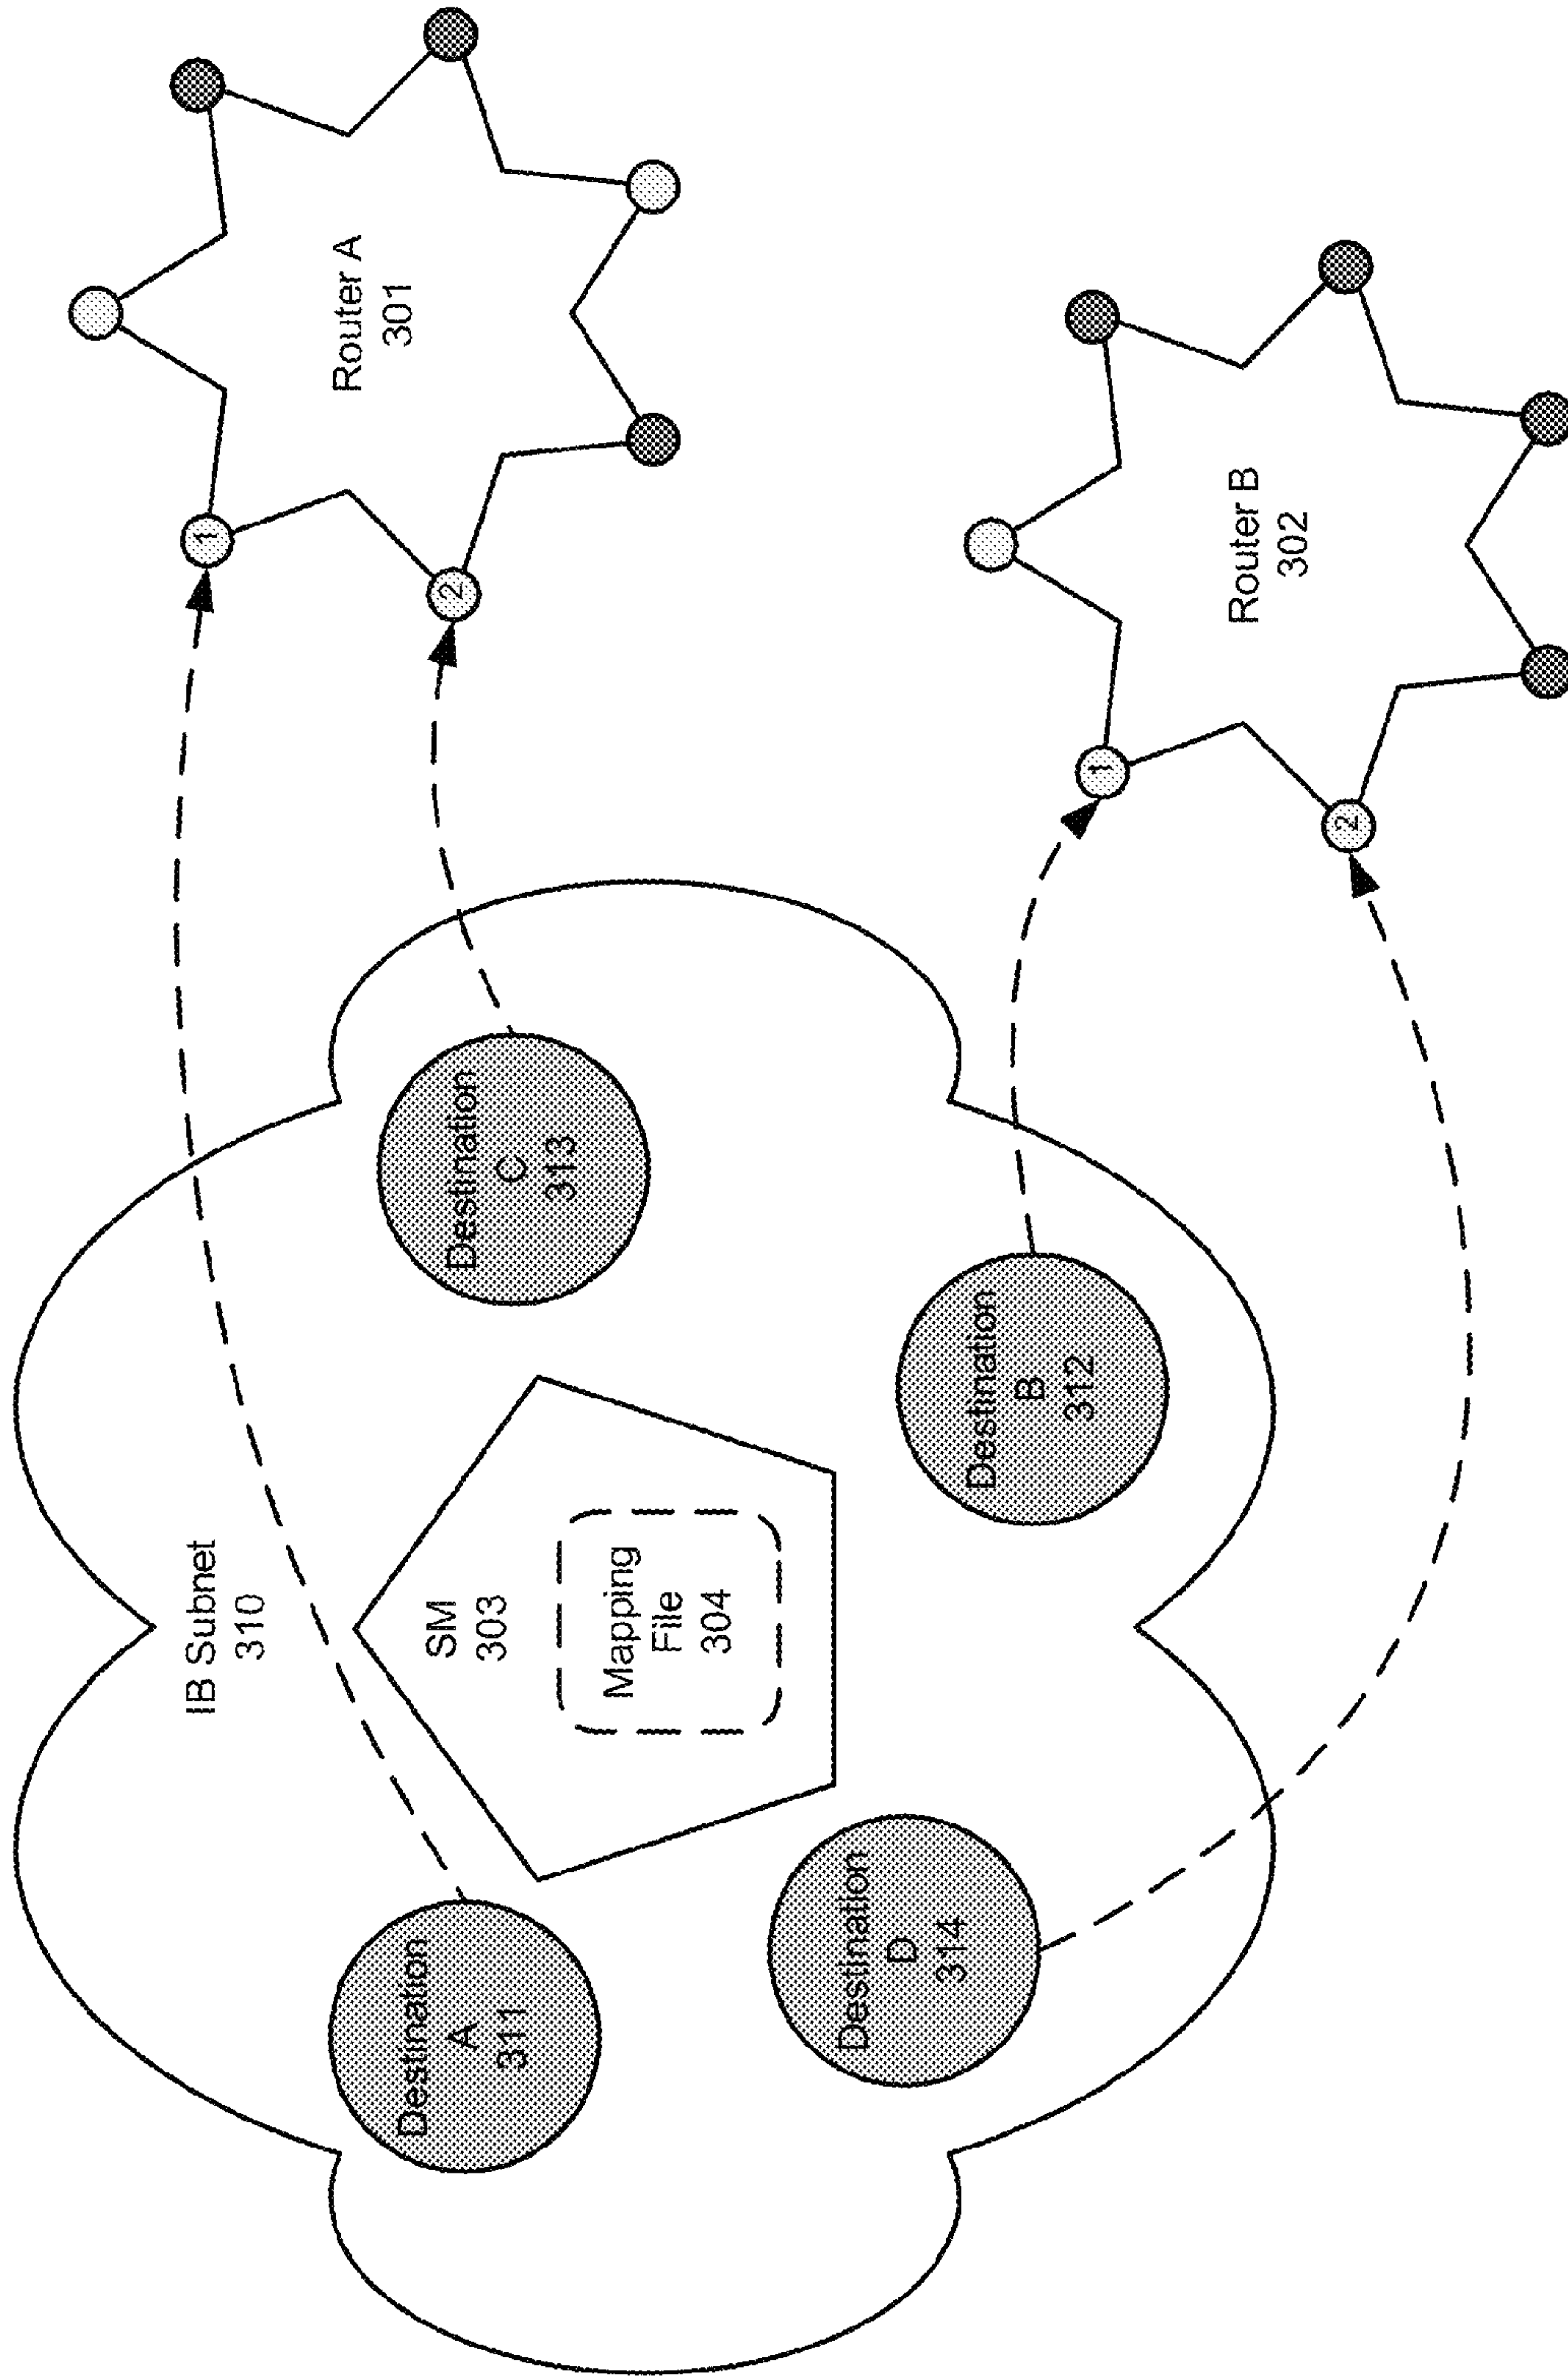 IB Subnet
310
SM
303
Mapping
File
304
Destination
A
311
Destination
D
314
Destination
C
313
Destination
B
312
Router A
301
1
2
Router B
302
1
2